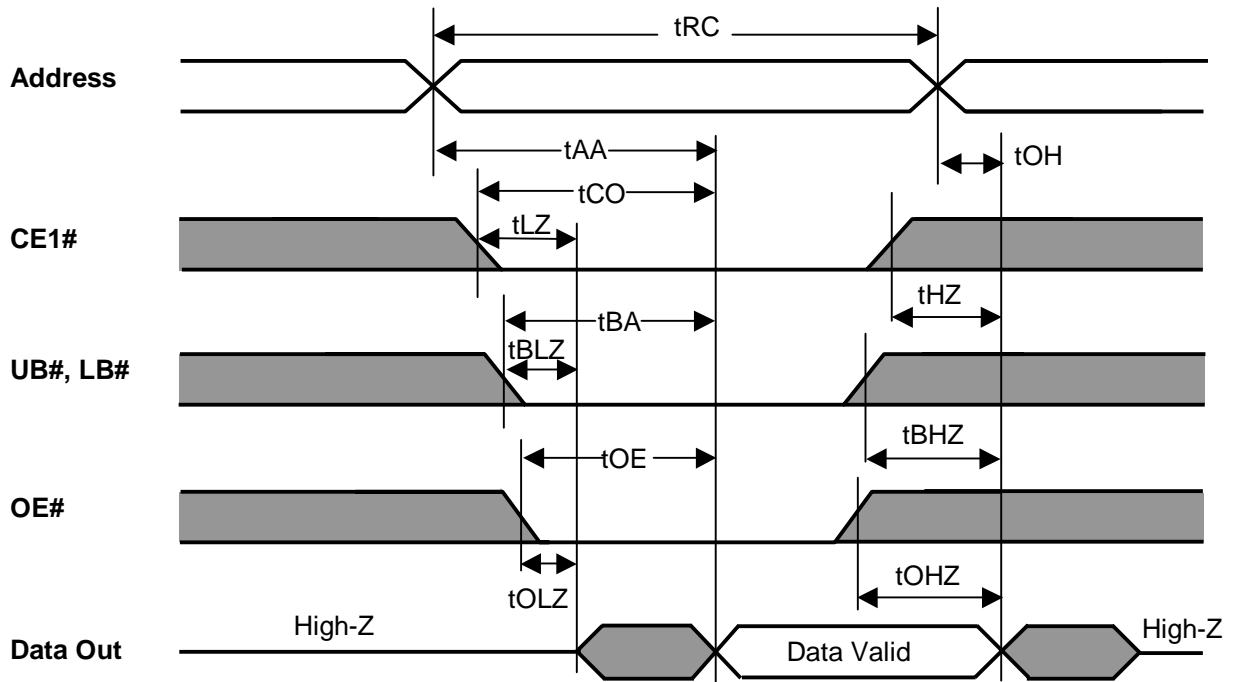 tRC
Address
tAA
tOH
tCO
tLZ
CE1#
tHZ
tBA
tBLZ
UB#, LB#
tBHZ
tOE
OE#
tOHZ
tOLZ
High-Z
High-Z
Data Out
Data Valid